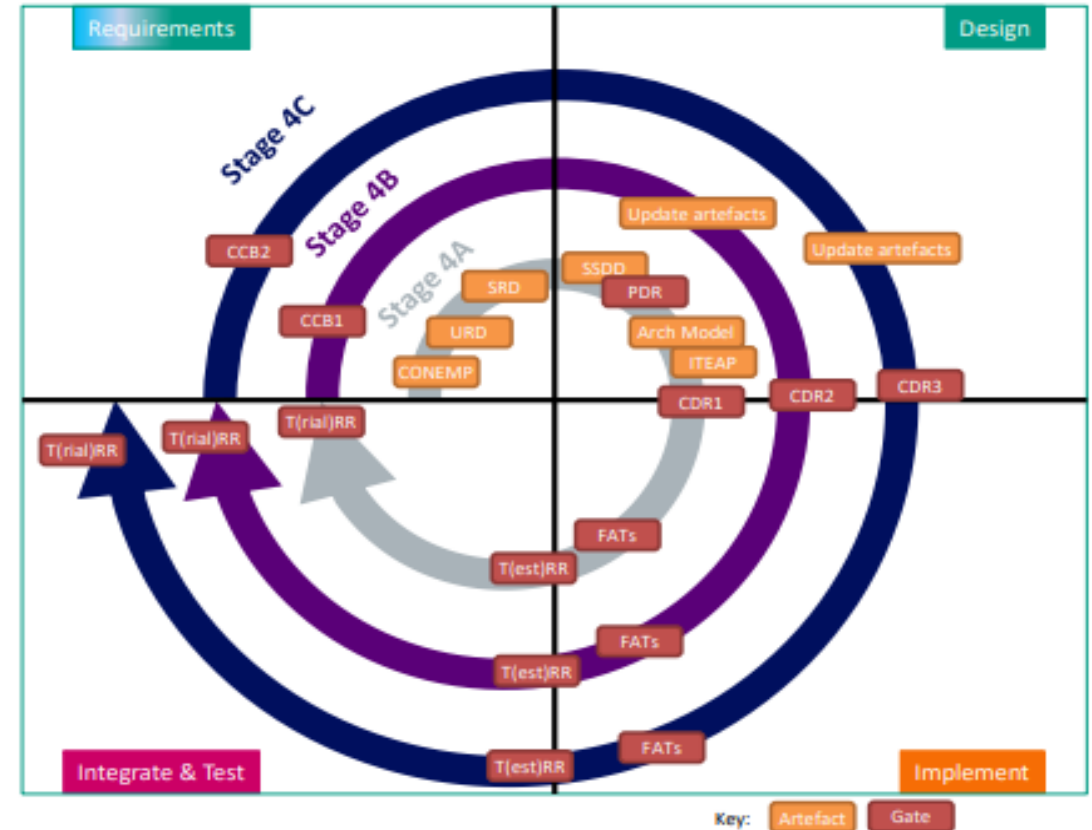 Requirements
Design
Stage 4C
Stage 4B
Stage 4A
Update artefacts
Update artefacts
CCB2
SSDD
SRD
PDR
CCB1
URD
Arch Model
ITEAP
CONEMP
CDR1
CDR2
CDR3
T(rial)RR
T(rial)RR
T(rial)RR
FATs
T(est)RR
FATs
T(est)RR
FATs
T(est)RR
Integrate & Test
Implement
Key:
Artefact
Gate